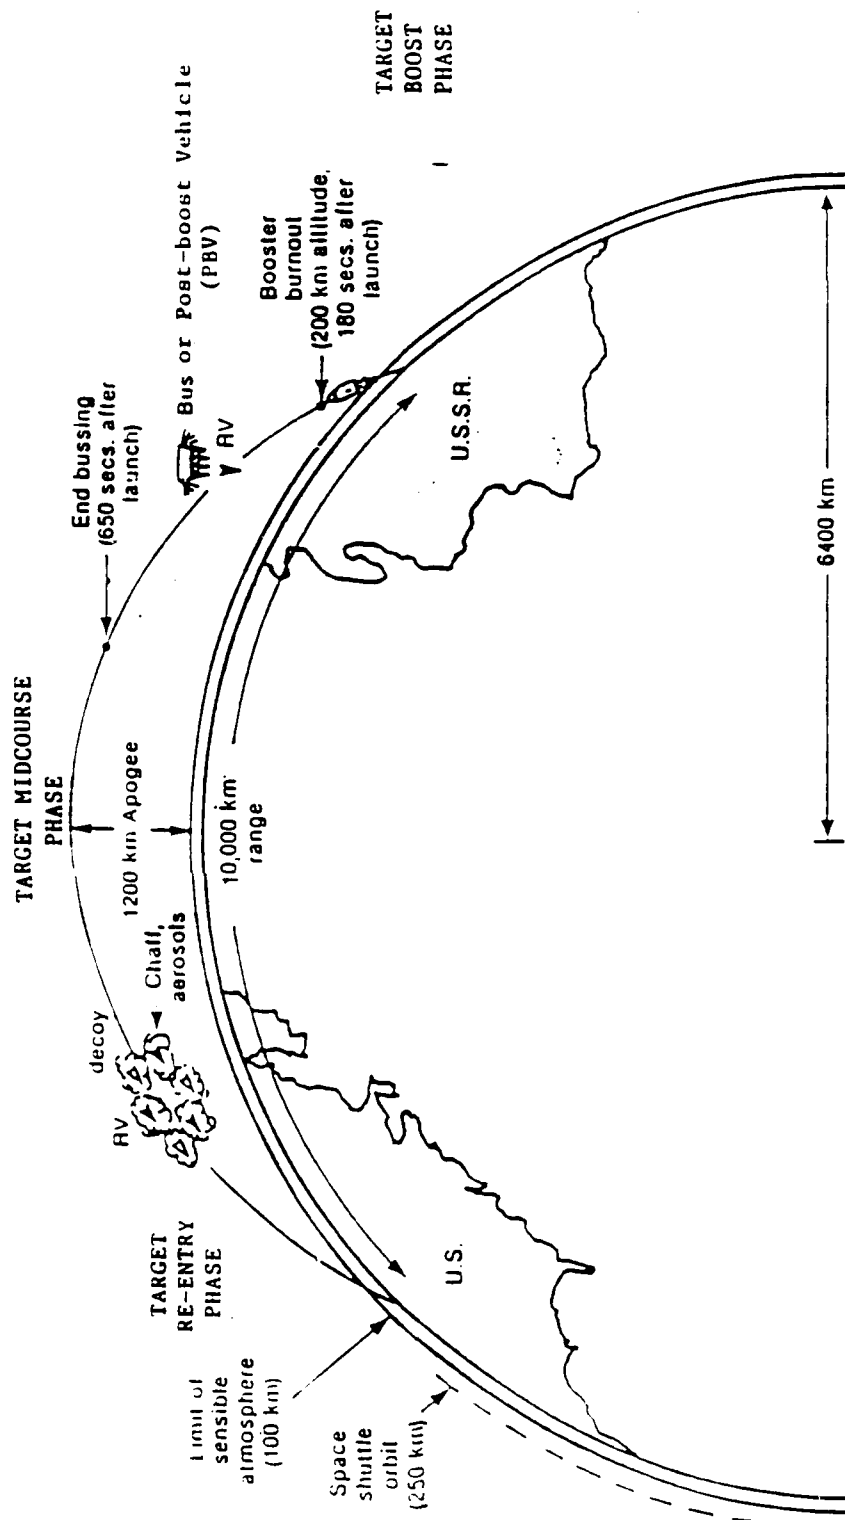 TARGET MIDCOURSE
PHASE
TARGET
BOOST
PHASE
TARGET
RE-ENTRY
PHASE
End bussing
(650 secs. after
launch)
Bus or Post-boost Vehicle
(PBV)
RV
Booster
burnout
(200 km altitude,
180 secs. after
launch)
1200 km Apogee
10,000 km
range
decoy
RV
Chaff,
aerosols
U.S.S.R.
U.S.
Limit of
sensible
atmosphere
(100 km)
Space
shuttle
orbit
(250 km)
6400 km